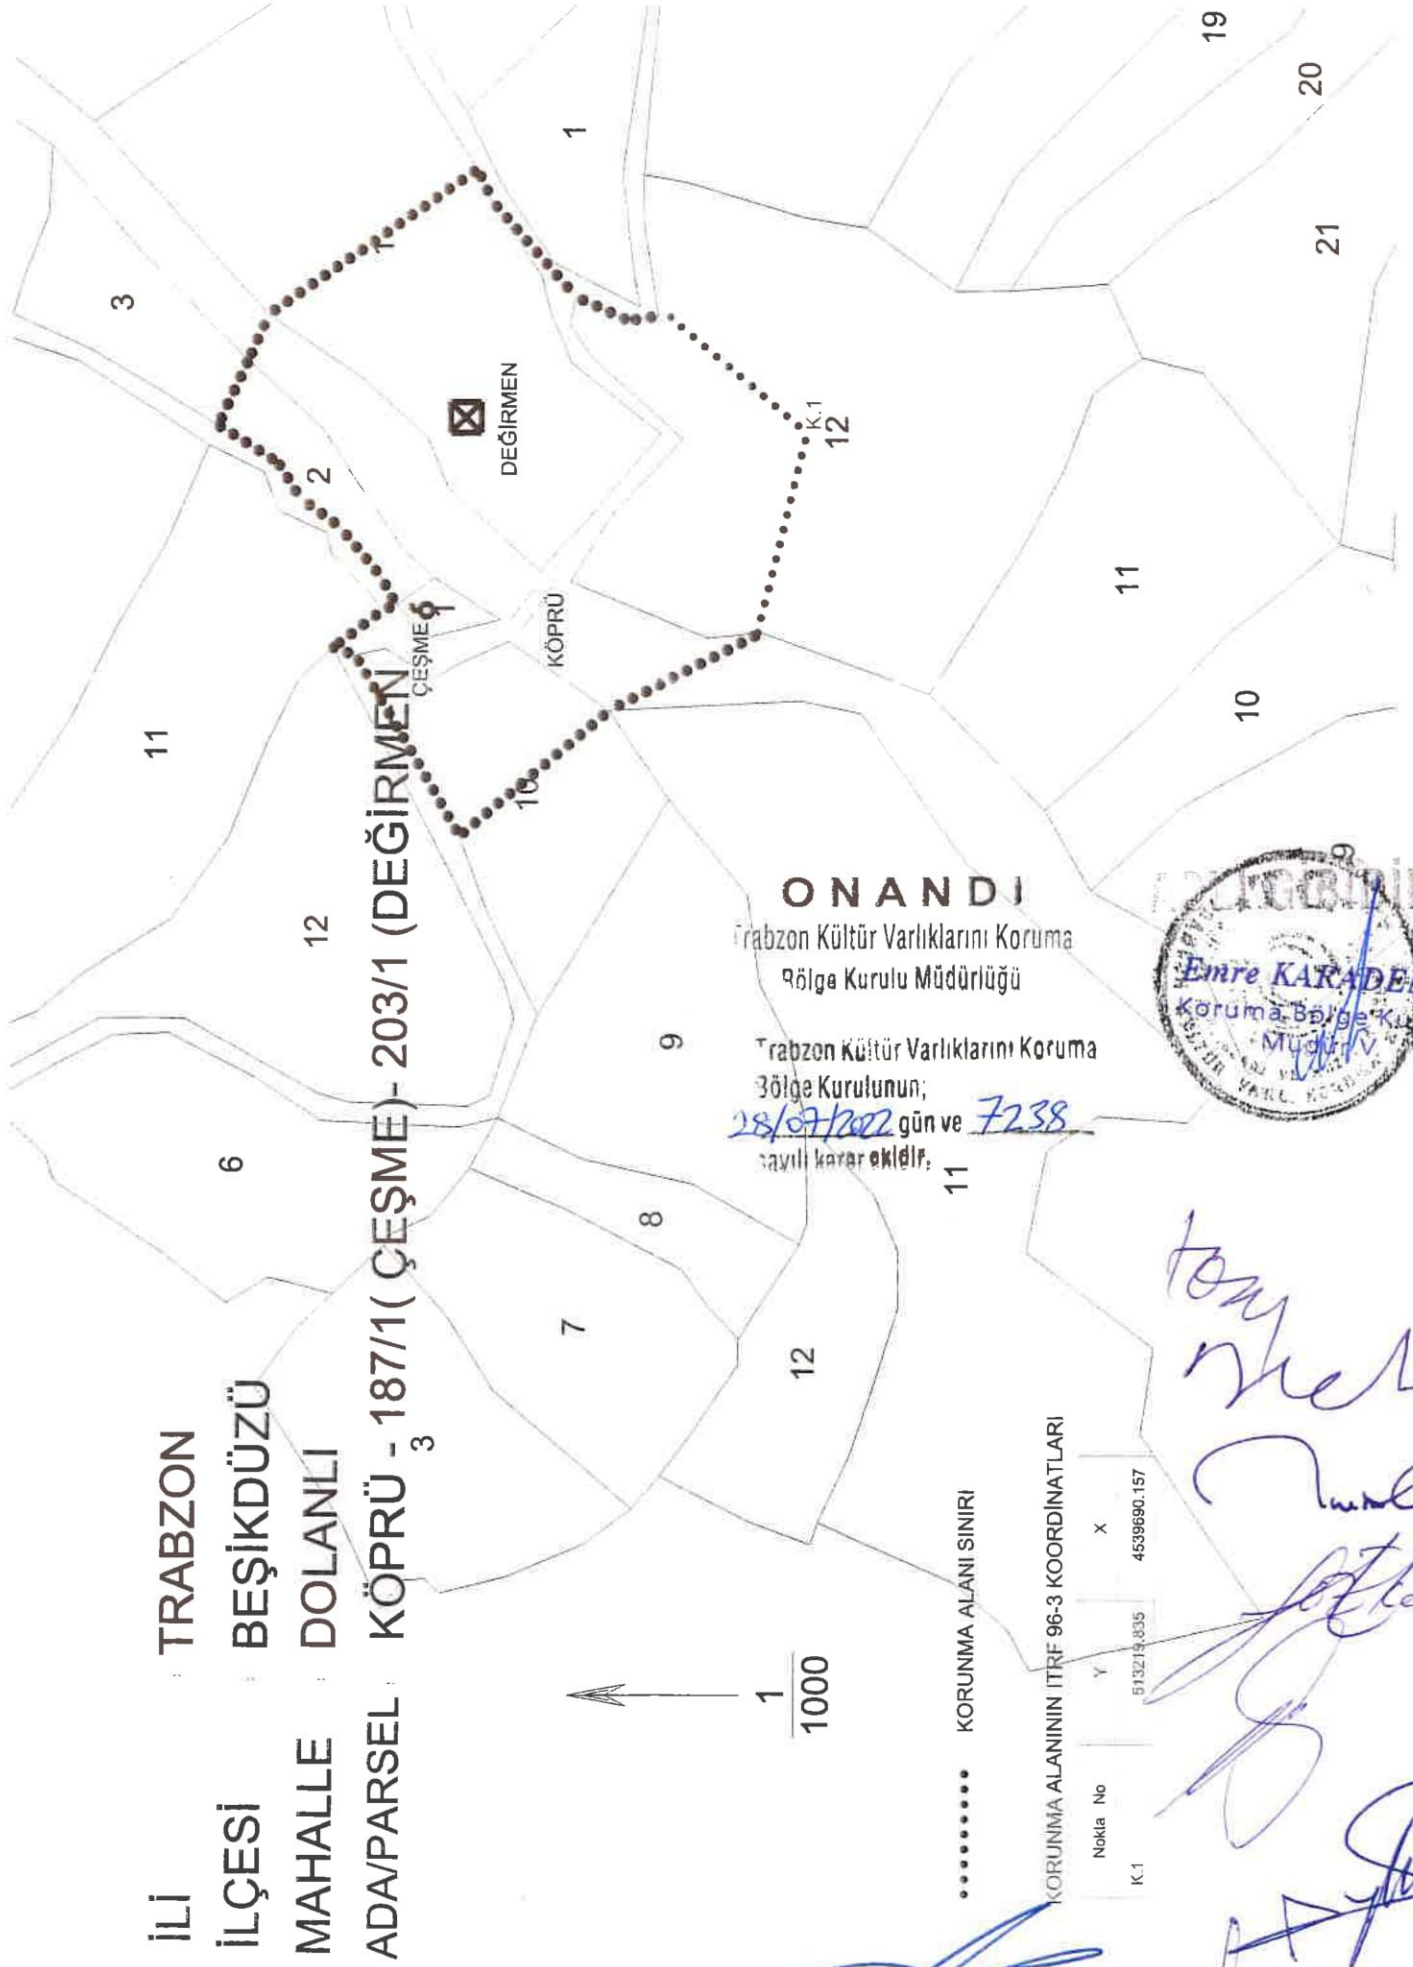 İLİ : TRABZON
İLÇESİ : BEŞİKDÜZÜ
MAHALLE : DOLANLI
ADA/PARSEL : KÖPRÜ - 187/1( ÇEŞME)- 203/1 (DEĞİRMEN
3
6
12
11
3
2
1
ÇEŞME
1
DEĞİRMEN
KÖPRÜ
10
1
K.1
12
7
8
9
12
11
11
10
9
19
20
21
1
1000
ONANDI
Trabzon Kültür Varlıklarını Koruma
Bölge Kurulu Müdürlüğü
Trabzon Kültür Varlıklarını Koruma
Bölge Kurulunun;
28/07/2022 gün ve 7238
sayılı karar ekidir.
Emre
Koruma Bölge
Müdür V.
KORUNMA ALANI SINIRI
KORUNMA ALANININ ITRF 96-3 KOORDİNATLARI
Nokta No Y X
K.1 513219.835 4539690.157